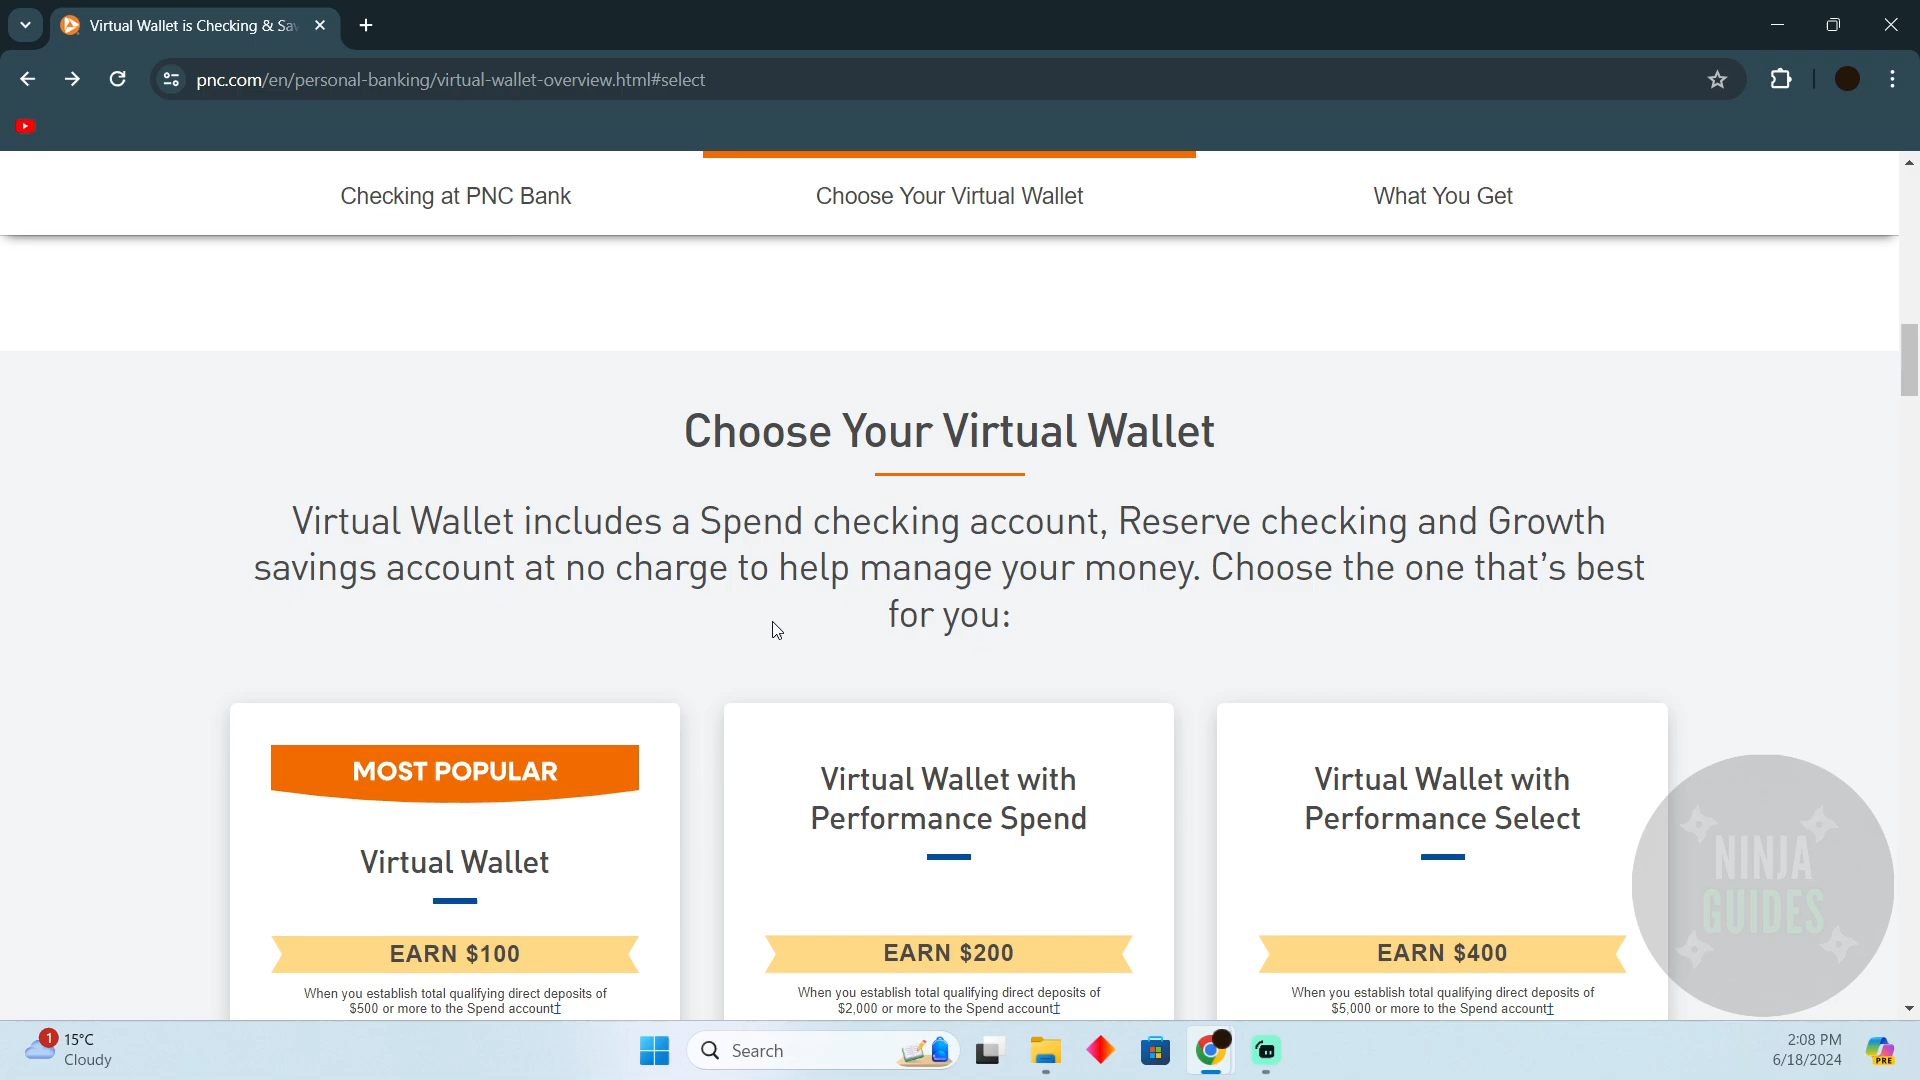 Virtual Wallet is Checking & Sav
pnc.com/en/personal-banking/virtual-wallet-overview.html#select
Checking at PNC Bank
Choose Your Virtual Wallet
What You Get
Choose Your Virtual Wallet
Virtual Wallet includes a Spend checking account, Reserve checking and Growth
savings account at no charge to help manage your money. Choose the one that's best
for you:
MOST POPULAR
Virtual Wallet
EARN $100
When you establish total qualifying direct deposits of
$500 or more to the Spend account‡
Virtual Wallet with
Performance Spend
EARN $200
When you establish total qualifying direct deposits of
$2,000 or more to the Spend account‡
Virtual Wallet with
Performance Select
EARN $400
When you establish total qualifying direct deposits of
$5,000 or more to the Spend account‡
NINJA
GUIDES
1
15°C
Cloudy
Search
2:08 PM
6/18/2024
PRE